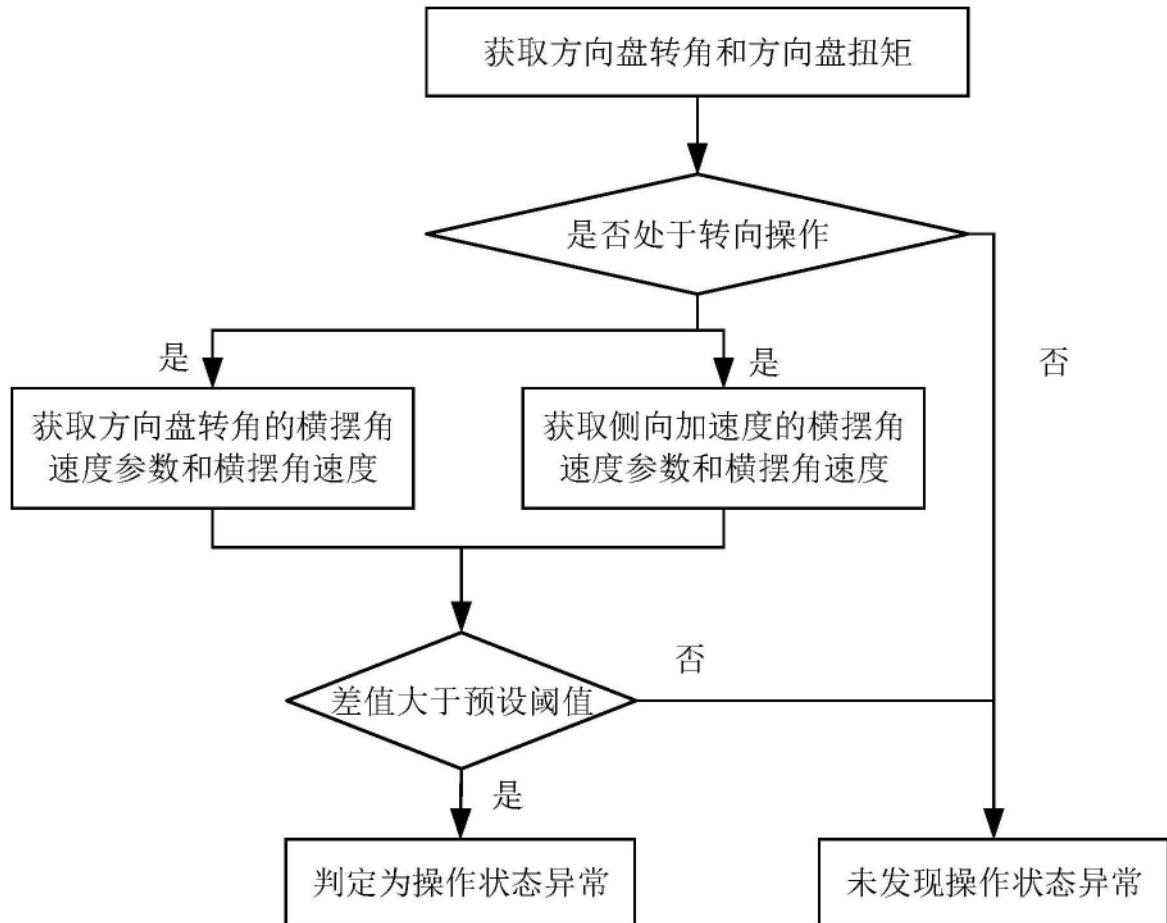 获取方向盘转角和方向盘扭矩
是否处于转向操作
是
是
否
获取方向盘转角的横摆角
速度参数和横摆角速度
获取侧向加速度的横摆角
速度参数和横摆角速度
否
差值大于预设阈值
是
判定为操作状态异常
未发现操作状态异常